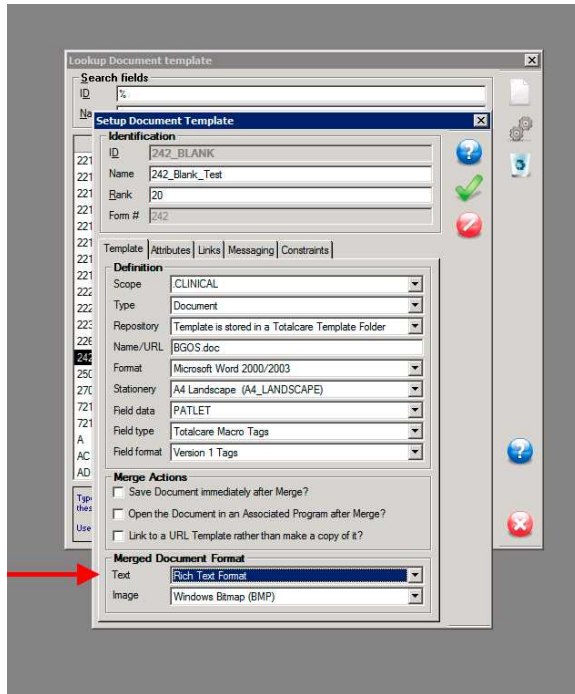 Lookup Document template
Search fields
ID %
Na
Setup Document Template
Identification
ID 242_BLANK
Name 242_Blank_Test
Rank 20
Form # 242
221
221
221
221
221
221
221
221
222
222
223
226
242
250
270
721
721
A
AC
AD
Template Attributes Links Messaging Constraints
Definition
Scope .CLINICAL
Type Document
Repository Template is stored in a Totalcare Template Folder
Name/URL BGOS.doc
Format Microsoft Word 2000/2003
Stationery A4 Landscape (A4_LANDSCAPE)
Field data PATLET
Field type Totalcare Macro Tags
Field format Version 1 Tags
Merge Actions
Save Document immediately after Merge?
Open the Document in an Associated Program after Merge?
Link to a URL Template rather than make a copy of it?
Merged Document Format
Text Rich Text Format
Image Windows Bitmap (BMP)
Type
thes
Use